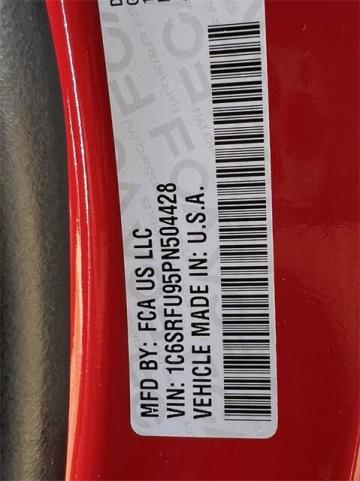 MFD BY: FCA US LLC
VIN: 1C6SRFU95PN504428
VEHICLE MADE IN: U.S.A.